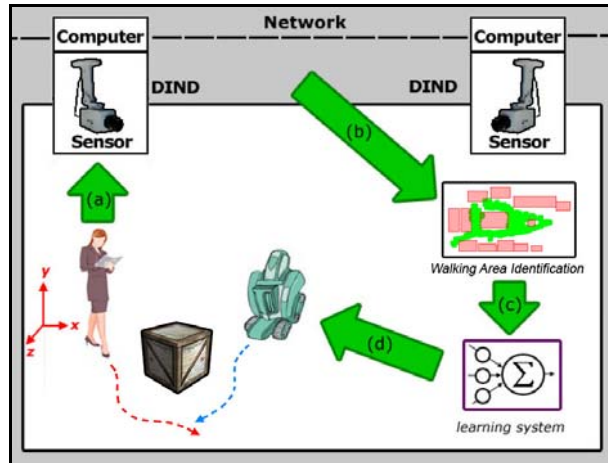 Network
Computer
Computer
DIND
DIND
Sensor
Sensor
(b)
(a)
Walking Area Identification
y
x
z
(c)
(d)
Σ
learning system